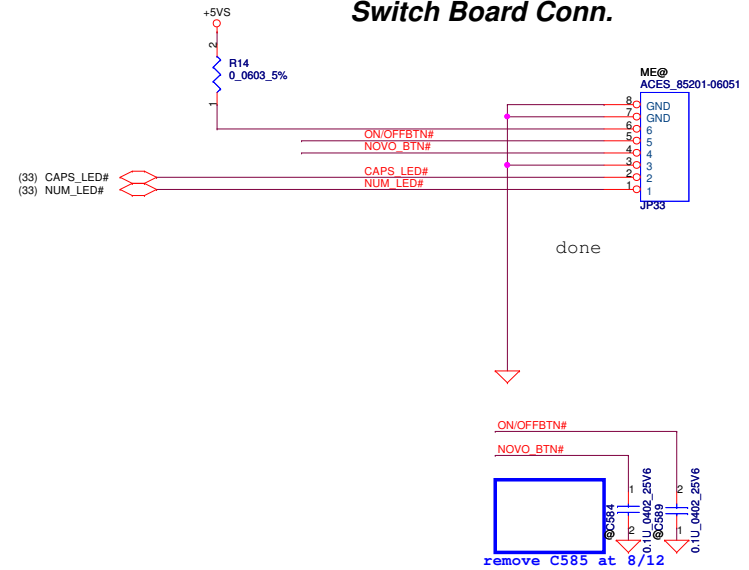 Switch Board Conn.
+5VS
2
R14
0_0603_5%
1
ME@
ACES_85201-06051
8 GND
7 GND
6 6
ON/OFFBTN# 5 5
NOVO_BTN# 4 4
3 3
(33) CAPS_LED# CAPS_LED# 2 2
(33) NUM_LED# NUM_LED# 1 1
JP33
done
ON/OFFBTN#
NOVO_BTN#
1 2
@C584
0.1U_0402_25V6
@C589
0.1U_0402_25V6
2 1
remove C585 at 8/12